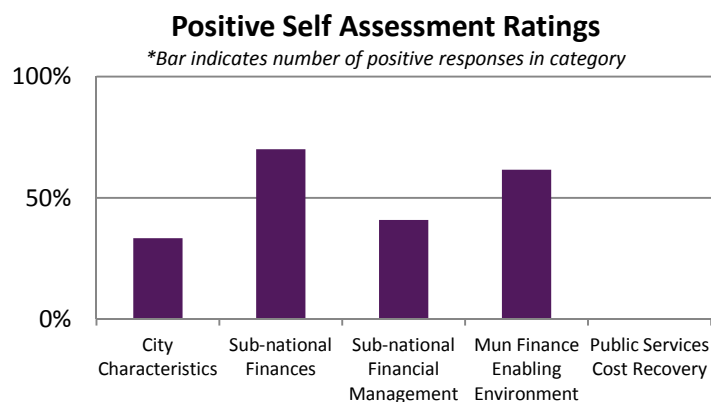 Positive Self Assessment Ratings
*Bar indicates number of positive responses in category
100%
50%
0%
City
Characteristics
Sub-national
Finances
Sub-national
Financial
Management
Mun Finance
Enabling
Environment
Public Services
Cost Recovery